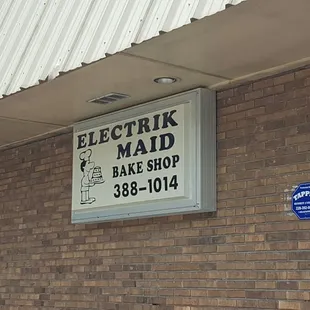 ELECTRIK
MAID
BAKE SHOP
388-1014